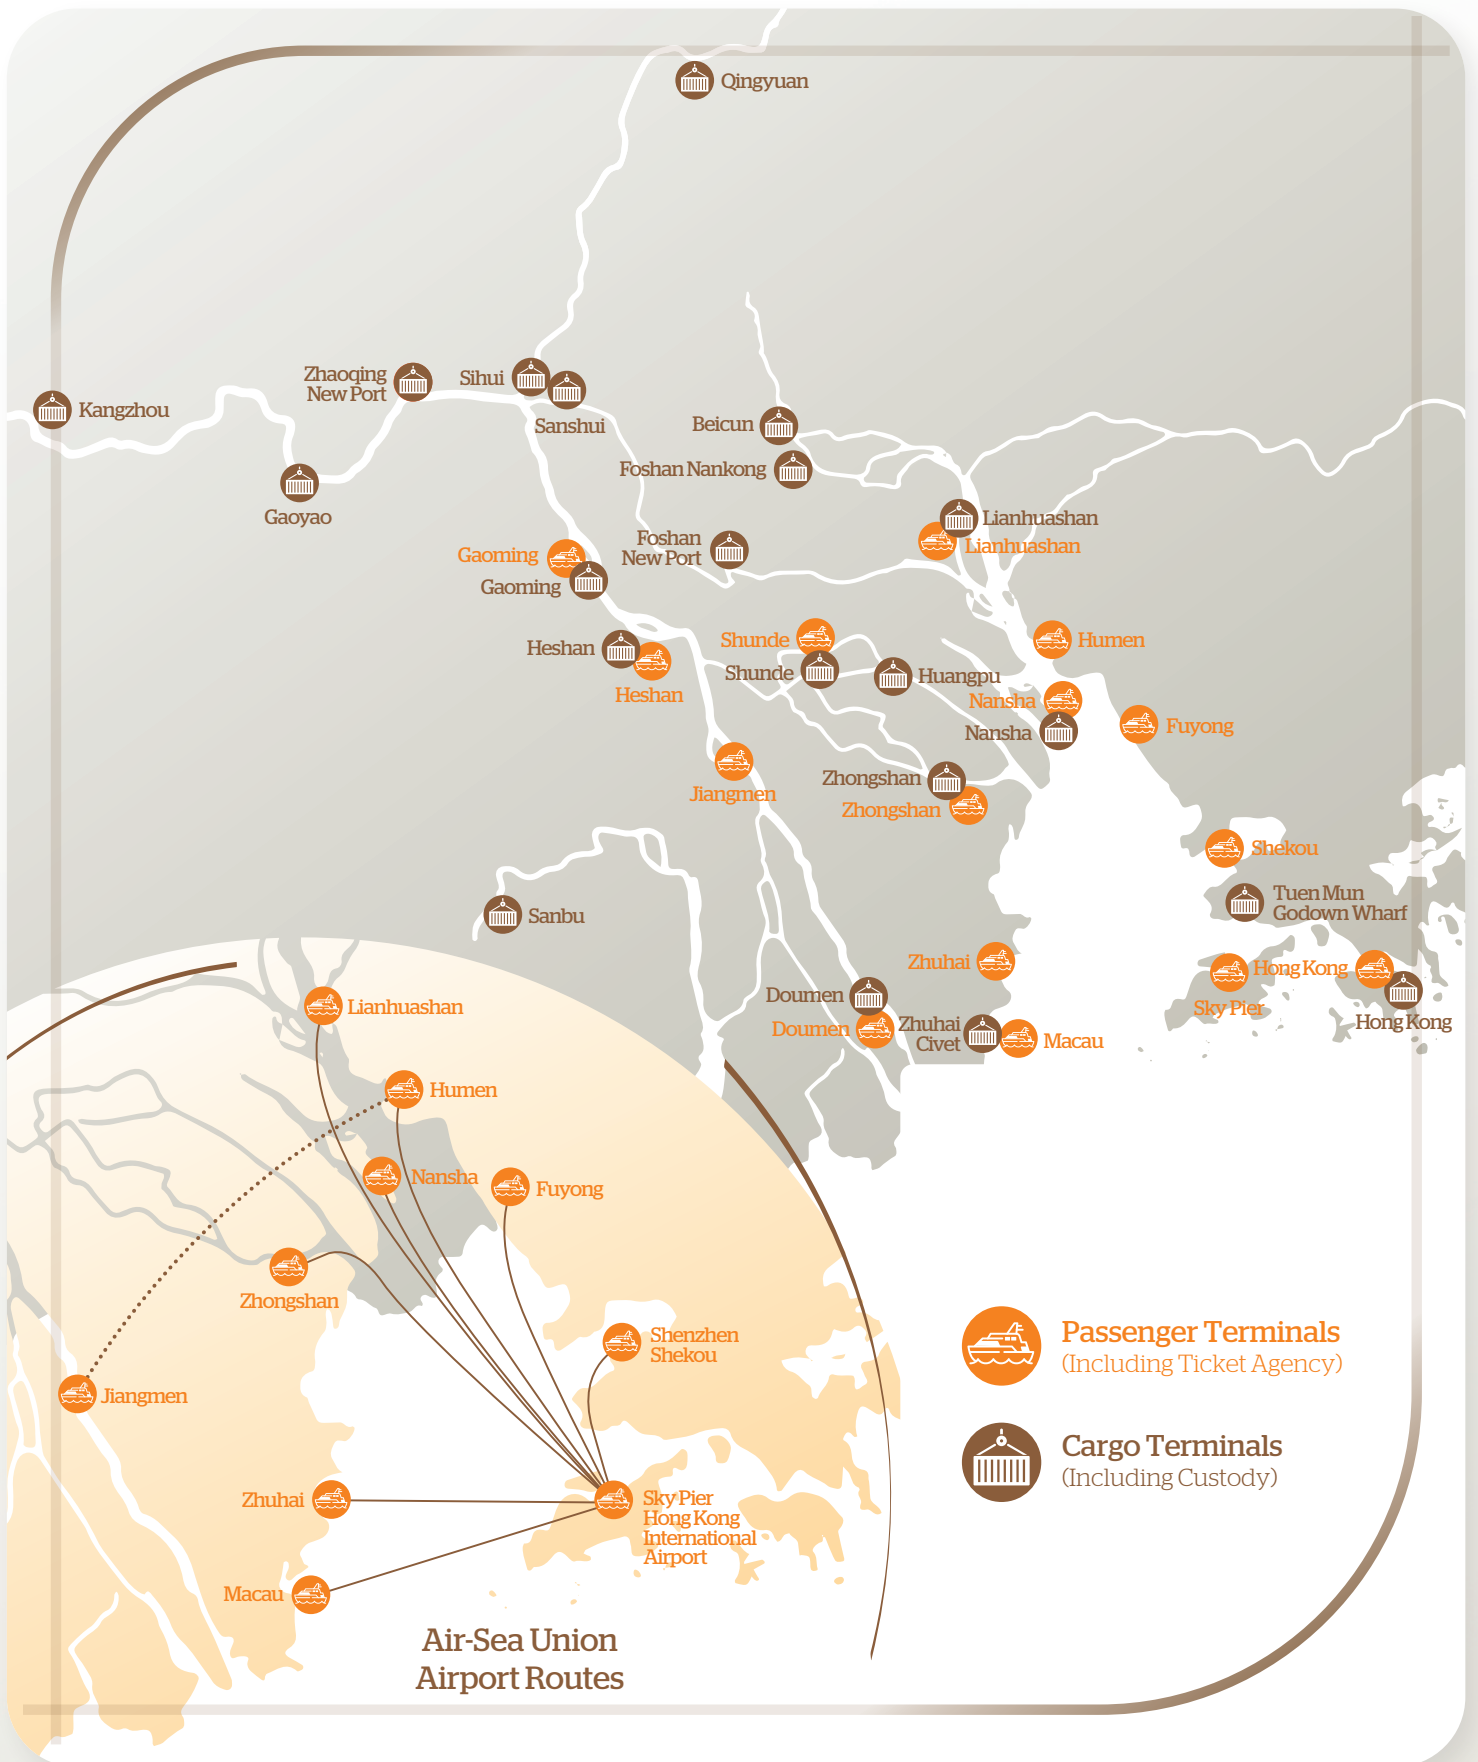 Qingyuan
Zhaoqing
New Port
Sihui
Kangzhou
Sanshui
Beicun
Foshan Nankong
Gaoyao
Lianhuashan
Lianhuashan
Foshan
New Port
Gaoming
Gaoming
Shunde
Humen
Heshan
Shunde
Huangpu
Heshan
Nansha
Fuyong
Nansha
Zhongshan
Jiangmen
Zhongshan
Shekou
Tuen Mun
Godown Wharf
Sanbu
Zhuhai
Hong Kong
Doumen
Sky Pier
Hong Kong
Doumen
Zhuhai
Civet
Macau
Lianhuashan
Humen
Nansha
Fuyong
Zhongshan
Shenzhen
Shekou
Jiangmen
Zhuhai
Sky Pier
Hong Kong
International
Airport
Macau
Air-Sea Union
Airport Routes
Passenger Terminals
(Including Ticket Agency)
Cargo Terminals
(Including Custody)